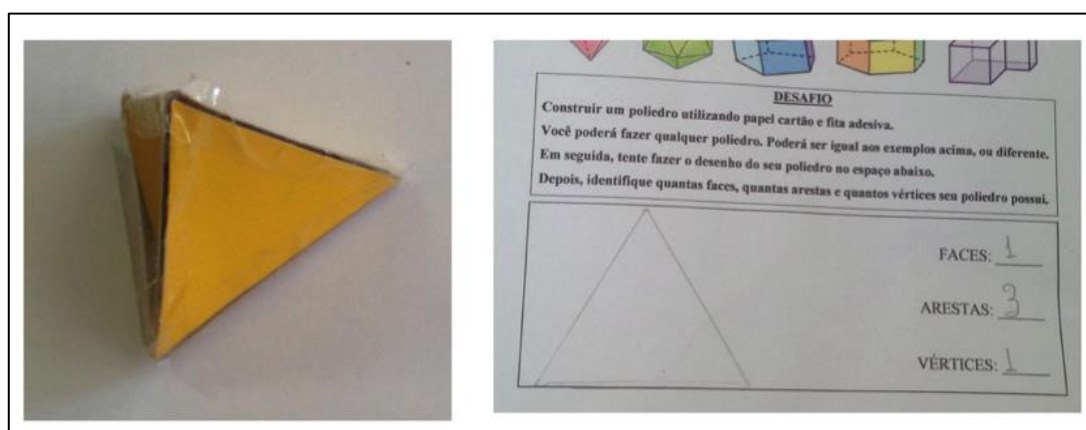 DESAFIO
Construir um poliedro utilizando papel cartão e fita adesiva.
Você poderá fazer qualquer poliedro. Poderá ser igual aos exemplos acima, ou diferente.
Em seguida, tente fazer o desenho do seu poliedro no espaço abaixo.
Depois, identifique quantas faces, quantas arestas e quantos vértices seu poliedro possui.
FACES: 1
ARESTAS: 3
VÉRTICES: 1